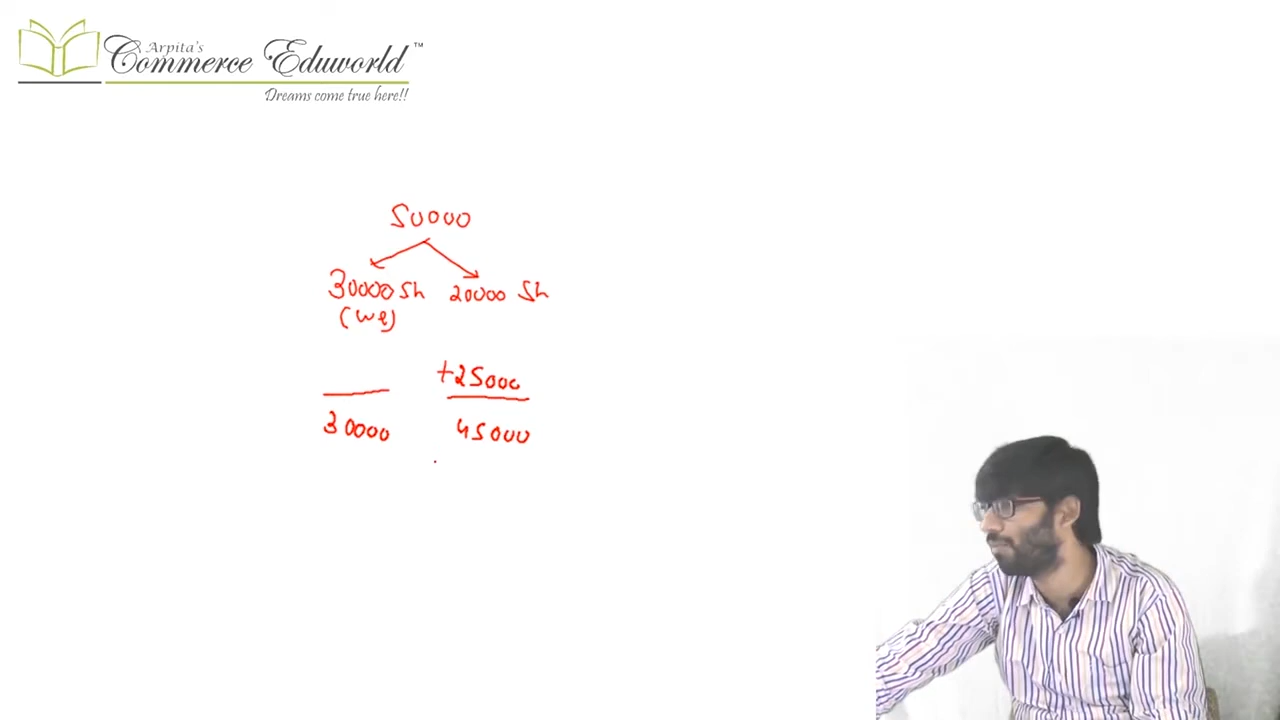 Arpita's
Commerce Eduworld™
Dreams come true here!!
50000
30000 Sh 20000 Sh
(We)
+25000
30000 45000